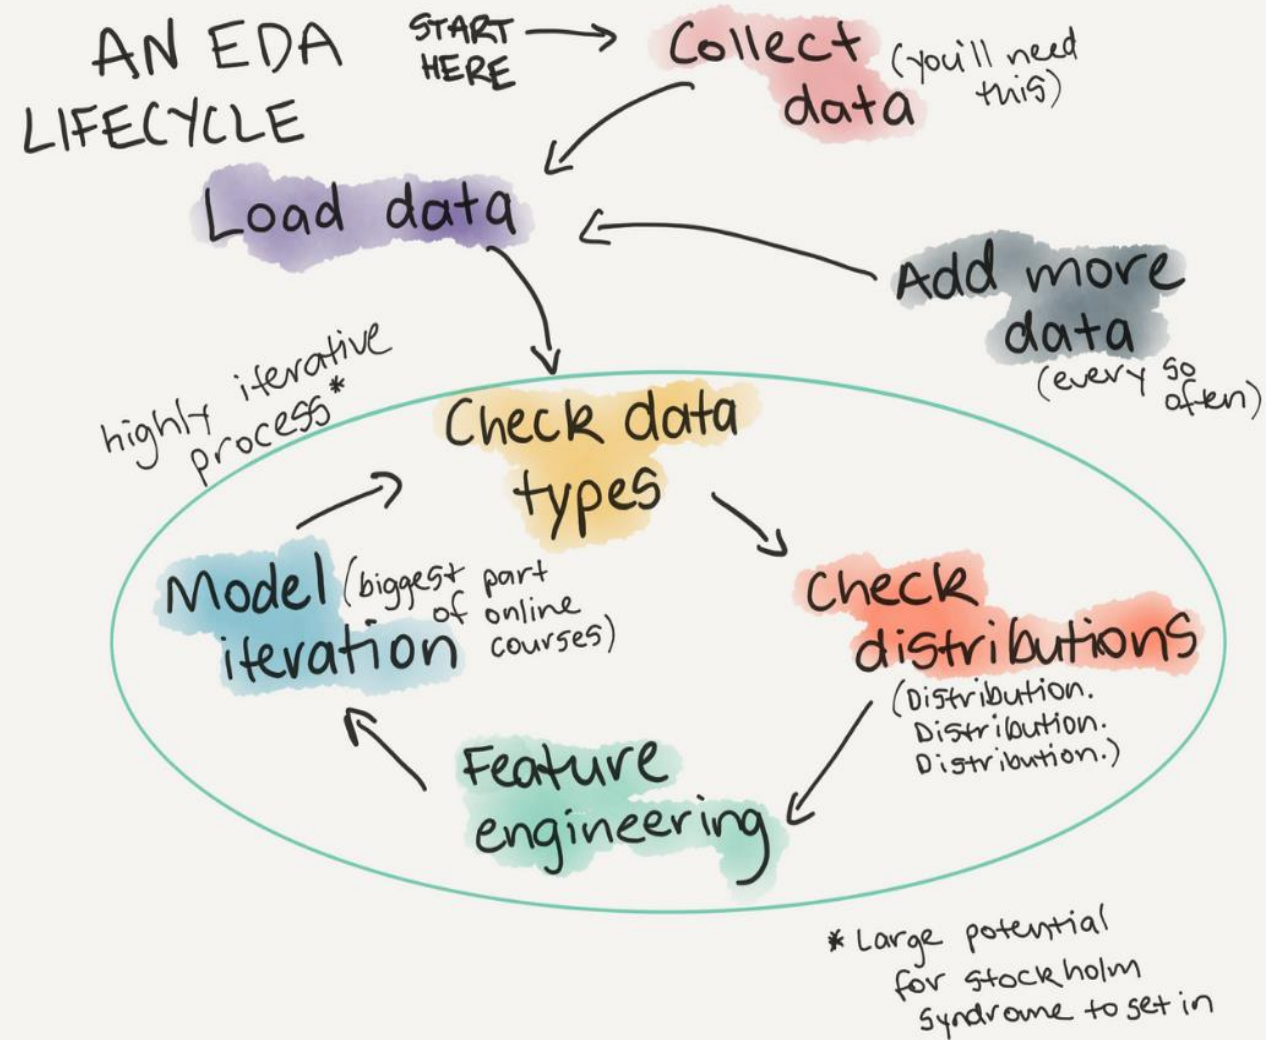 AN EDA
LIFECYCLE
START
HERE
Collect
data
(you'll need
this)
Load data
Add more
data
(every so
often)
highly iterative
process*
Check data
types
Model
iteration
(biggest part
of online
courses)
Check
distributions
(Distribution.
Distribution.
Distribution.)
Feature
engineering
* Large potential
for stockholm
syndrome to set in